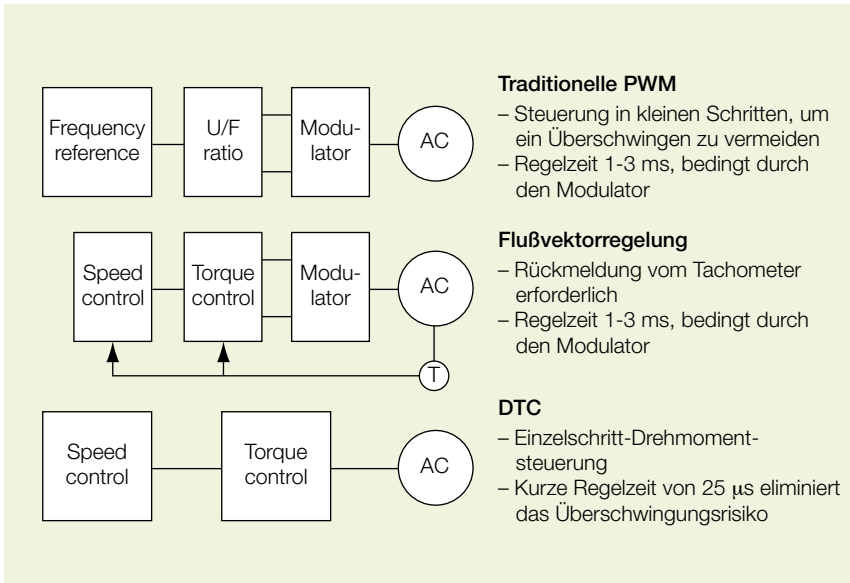 Frequency
reference
U/F
ratio
Modu-
lator
AC
Traditionelle PWM
– Steuerung in kleinen Schritten, um
ein Überschwingen zu vermeiden
– Regelzeit 1-3 ms, bedingt durch
den Modulator
Speed
control
Torque
control
Modu-
lator
AC
T
Flußvektorregelung
– Rückmeldung vom Tachometer
erforderlich
– Regelzeit 1-3 ms, bedingt durch
den Modulator
Speed
control
Torque
control
AC
DTC
– Einzelschritt-Drehmoment-
steuerung
– Kurze Regelzeit von 25 µs eliminiert
das Überschwingungsrisiko